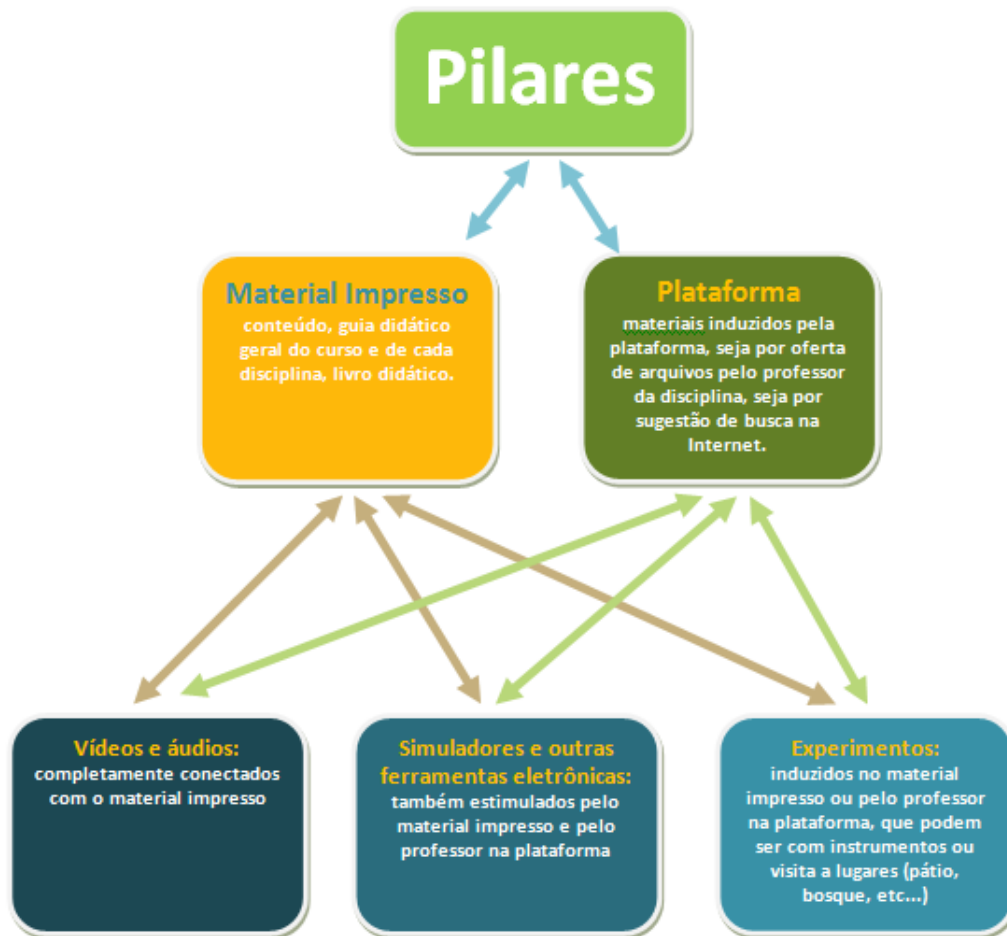 Pilares
Material Impresso
conteúdo, guia didático
geral do curso e de cada
disciplina, livro didático.
Plataforma
materiais induzidos pela
plataforma, seja por oferta
de arquivos pelo professor
da disciplina, seja por
sugestão de busca na
Internet.
Vídeos e áudios:
completamente conectados
com o material impresso
Simuladores e outras
ferramentas eletrônicas:
também estimulados pelo
material impresso e pelo
professor na plataforma
Experimentos:
induzidos no material
impresso ou pelo professor
na plataforma, que podem
ser com instrumentos ou
visita a lugares (pátio,
bosque, etc...)